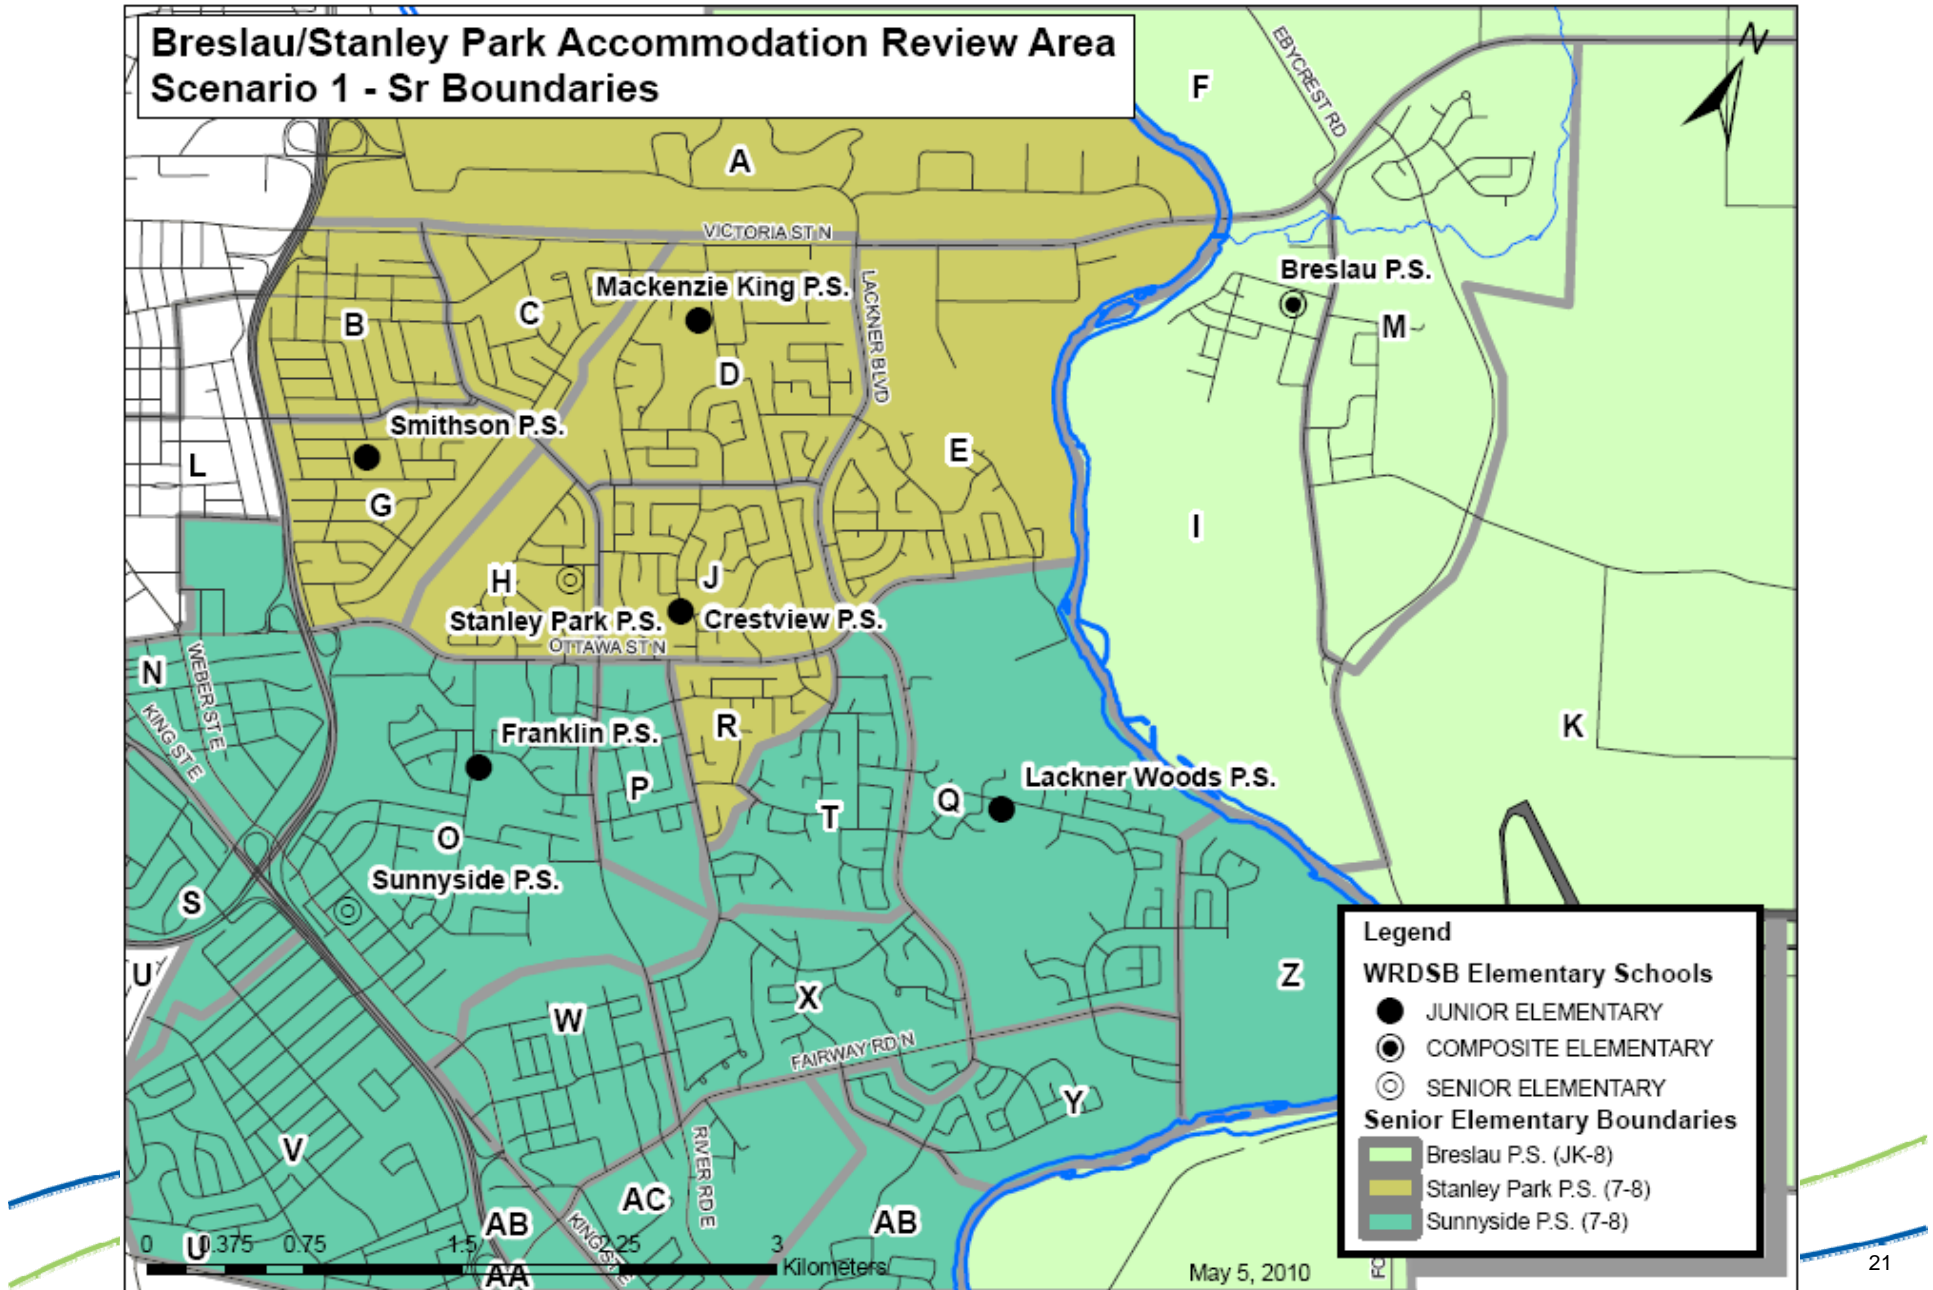 Breslau/Stanley Park Accommodation Review Area
Scenario 1 - Sr Boundaries
N
F
EBYCREST RD
A
VICTORIA ST N
Breslau P.S.
Mackenzie King P.S.
LACKNER BLVD
C
B
M
D
Smithson P.S.
E
L
G
I
H
J
Stanley Park P.S.
Crestview P.S.
OTTAWA ST N
N
WEBER ST E
KING ST E
R
K
Franklin P.S.
Lackner Woods P.S.
P
Q
T
O
Sunnyside P.S.
S
U
Z
X
W
FAIRWAY RD N
Y
V
RIVER RD E
AC
AB
AB
KING ST E
U
AA
0 0.375 0.75 1.5 2.25 3
Kilometers
May 5, 2010
FO
Legend
WRDSB Elementary Schools
JUNIOR ELEMENTARY
COMPOSITE ELEMENTARY
SENIOR ELEMENTARY
Senior Elementary Boundaries
Breslau P.S. (JK-8)
Stanley Park P.S. (7-8)
Sunnyside P.S. (7-8)
21